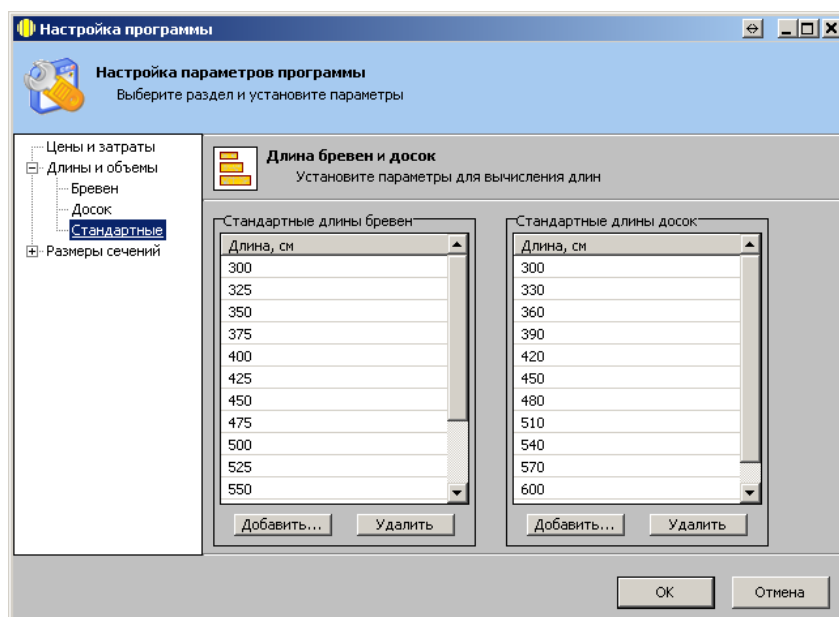 Настройка программы
Настройка параметров программы
Выберите раздел и установите параметры
Цены и затраты
Длины и объемы
Бревен
Досок
Стандартные
Размеры сечений
Длина бревен и досок
Установите параметры для вычисления длин
Стандартные длины бревен
Длина, см
300
325
350
375
400
425
450
475
500
525
550
Добавить...
Удалить
Стандартные длины досок
Длина, см
300
330
360
390
420
450
480
510
540
570
600
Добавить...
Удалить
ОК
Отмена